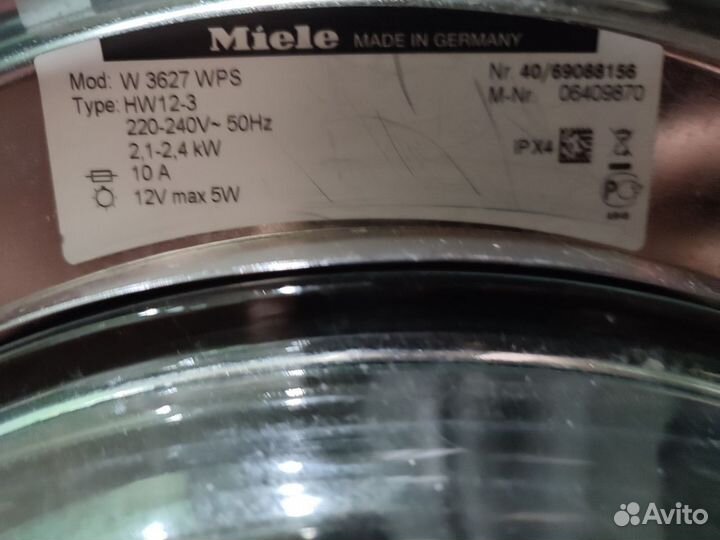 Miele MADE IN GERMANY
Mod: W 3627 WPS
Nr. 40/69088156
Type: HW12-3
M-Nr. 06409870
220-240V~ 50Hz
2,1-2,4 kW
IPX4
10 A
12V max 5W
Avito